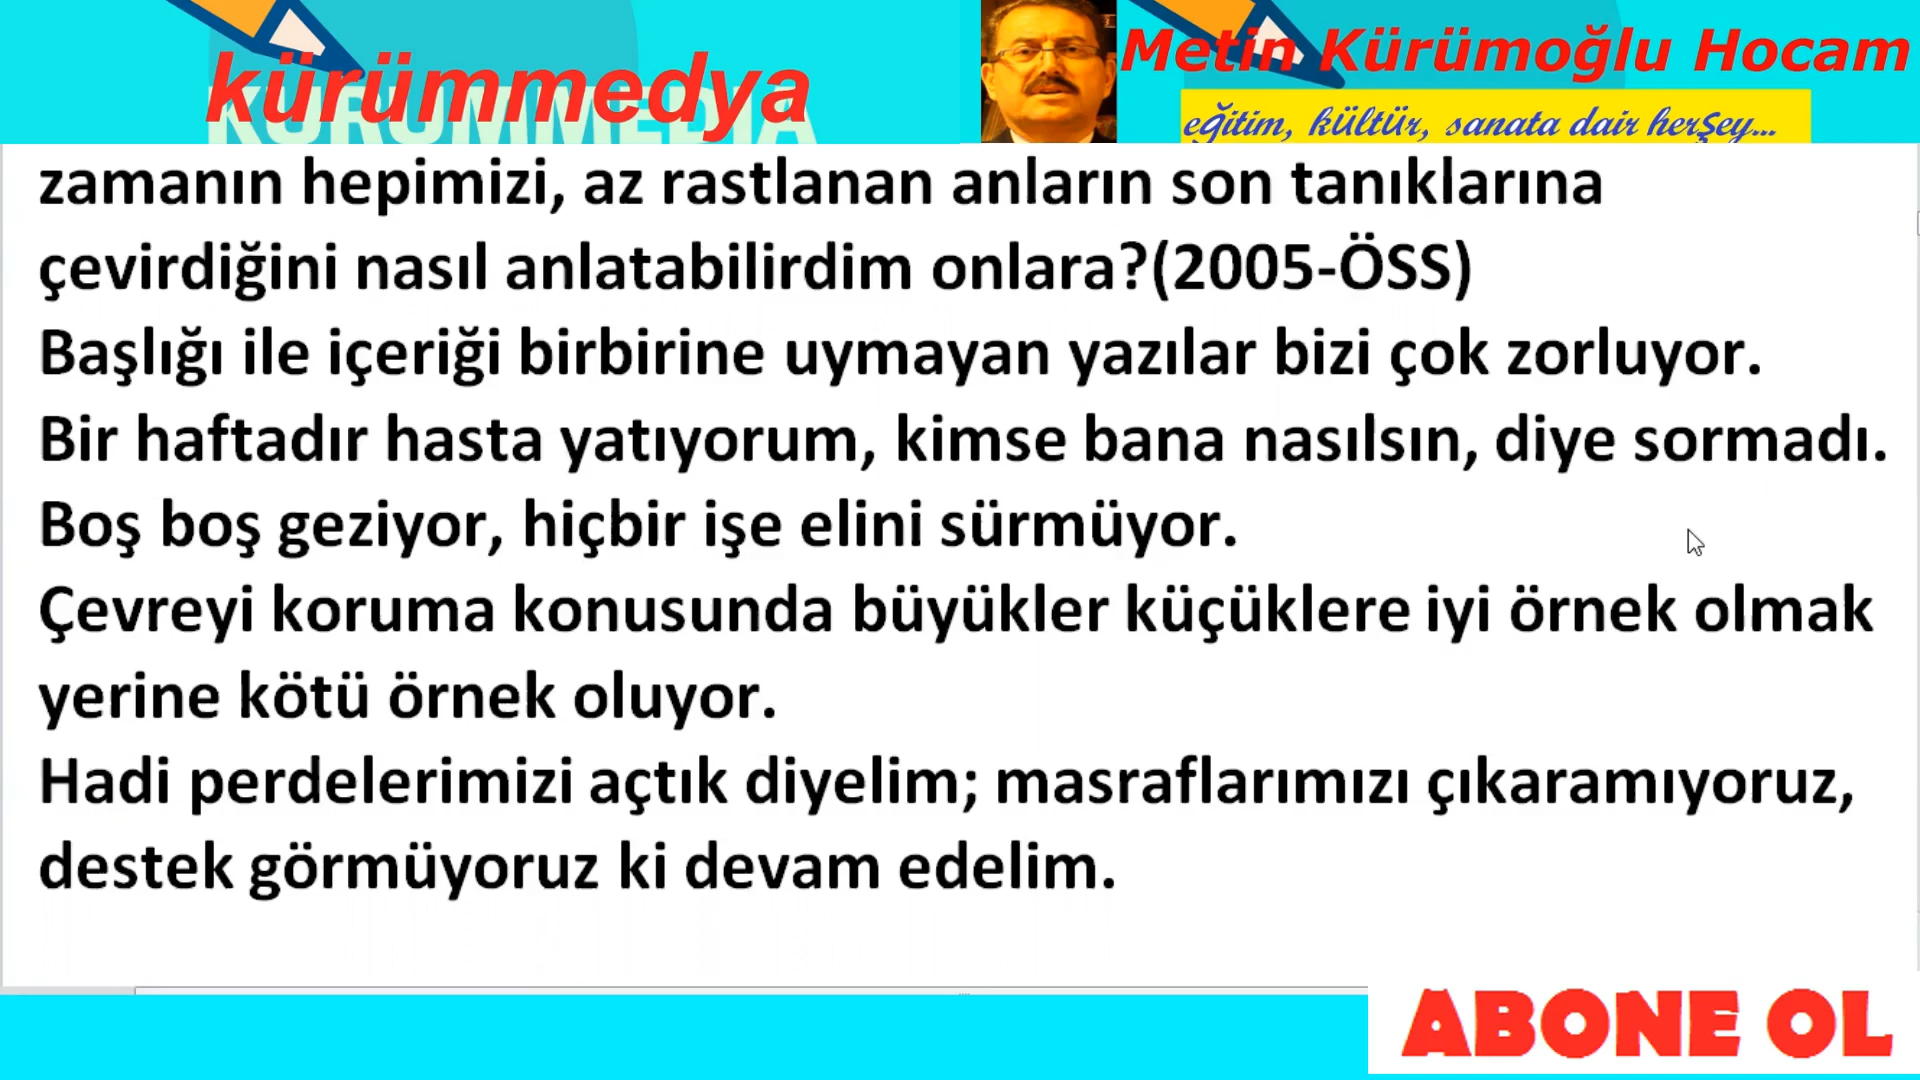 kürümmedya
KURUMMEDIA
Metin Kürümoğlu Hocam
eğitim, kültür, sanata dair herşey...
zamanın hepimizi, az rastlanan anların son tanıklarına
çevirdiğini nasıl anlatabilirdim onlara?(2005-ÖSS)
Başlığı ile içeriği birbirine uymayan yazılar bizi çok zorluyor.
Bir haftadır hasta yatıyorum, kimse bana nasılsın, diye sormadı.
Boş boş geziyor, hiçbir işe elini sürmüyor.
Çevreyi koruma konusunda büyükler küçüklere iyi örnek olmak
yerine kötü örnek oluyor.
Hadi perdelerimizi açtık diyelim; masraflarımızı çıkaramıyoruz,
destek görmüyoruz ki devam edelim.
ABONE OL